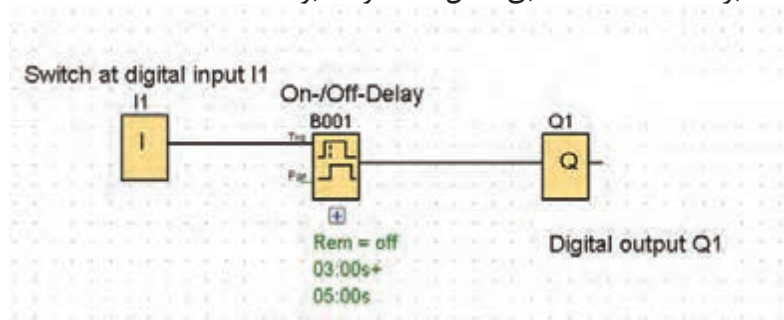 Switch at digital input I1
I1
I
On-/Off-Delay
B001
Trg
Par
Q1
Q
Rem = off
03:00s+
05:00s
Digital output Q1